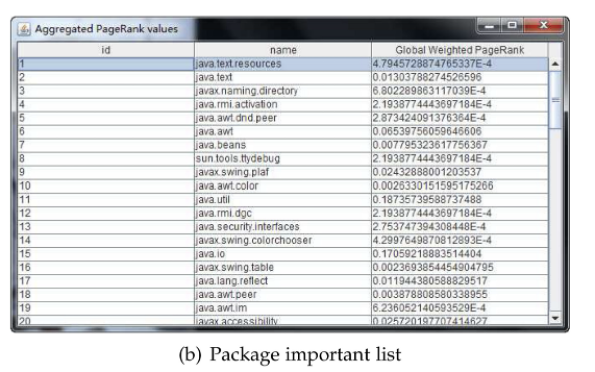 Aggregated PageRank values
id name Global Weighted PageRank
1 java.text.resources 4.7945728874765337E-4
2 java.text 0.01303788274526596
3 javax.naming.directory 6.802289863117039E-4
4 java.rmi.activation 2.1938774443697184E-4
5 java.awt.dnd.peer 2.873424091376364E-4
6 java.awt 0.06539756059646606
7 java.beans 0.007795323617756367
8 sun.tools.ttydebug 2.1938774443697184E-4
9 javax.swing.plaf 0.02432888001203537
10 java.awt.color 0.0026330151595175266
11 java.util 0.18735739588737488
12 java.rmi.dgc 2.1938774443697184E-4
13 java.security.interfaces 2.753747394308448E-4
14 javax.swing.colorchooser 4.2997649870812893E-4
15 java.io 0.17059218883514404
16 javax.swing.table 0.0023693854454904795
17 java.lang.reflect 0.011944380588829517
18 java.awt.peer 0.003878808580338955
19 java.awt.im 6.236052140593529E-4
20 javax.accessibility 0.025720197707414627
(b) Package important list